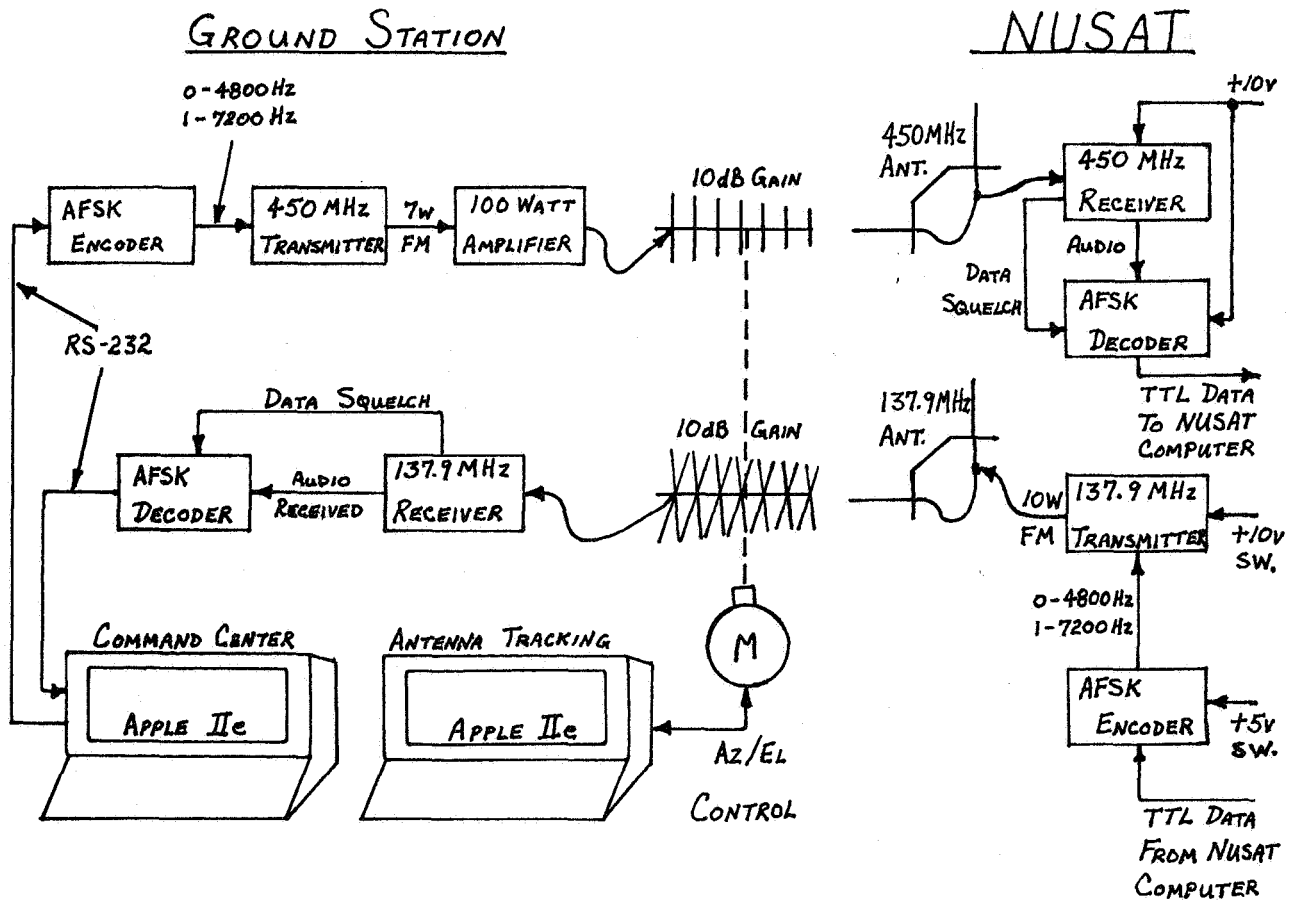 GROUND STATION
NUSAT
0-4800Hz
1-7200 Hz
AFSK
ENCODER
450 MHz
TRANSMITTER
7W
FM
100 WATT
AMPLIFIER
10dB GAIN
450MHz
ANT.
+10V
450 MHz
RECEIVER
AUDIO
DATA
SQUELCH
AFSK
DECODER
TTL DATA
TO NUSAT
COMPUTER
RS-232
DATA SQUELCH
AFSK
DECODER
AUDIO
RECEIVED
137.9 MHz
RECEIVER
10dB GAIN
137.9MHz
ANT.
10W
FM
137.9 MHz
TRANSMITTER
+10V
SW.
0-4800Hz
1-7200Hz
AFSK
ENCODER
+5V
SW.
TTL DATA
FROM NUSAT
COMPUTER
COMMAND CENTER
APPLE IIe
ANTENNA TRACKING
APPLE IIe
M
AZ/EL
CONTROL